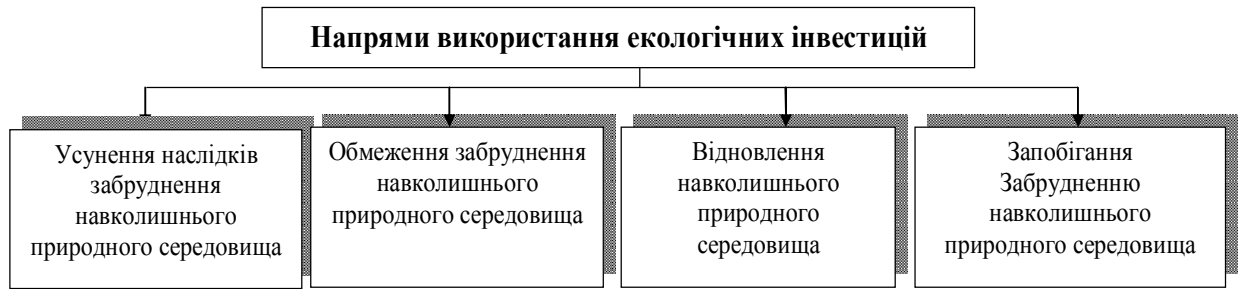 Напрями використання екологічних інвестицій
Усунення наслідків
забруднення
навколишнього
природного середовища
Обмеження забруднення
навколишнього
природного середовища
Відновлення
навколишнього
природного
середовища
Запобігання
Забрудненню
навколишнього
природного середовища